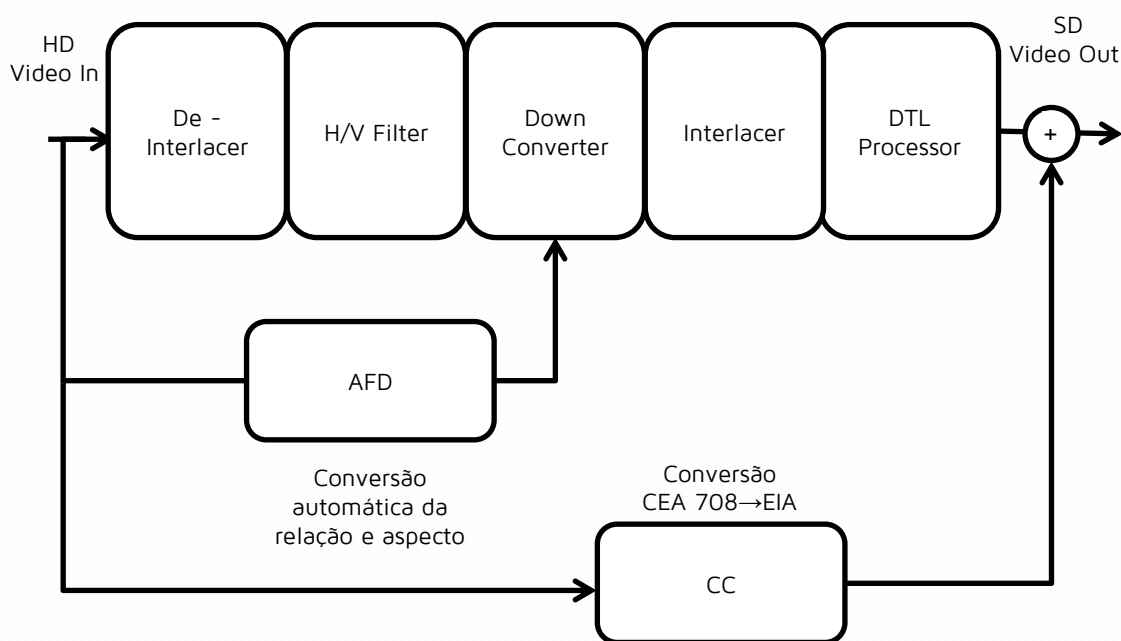 HD
Video In
De -
Interlacer
H/V Filter
Down
Converter
Interlacer
DTL
Processor
SD
Video Out
+
AFD
Conversão
automática da
relação e aspecto
Conversão
CEA 708→EIA
CC